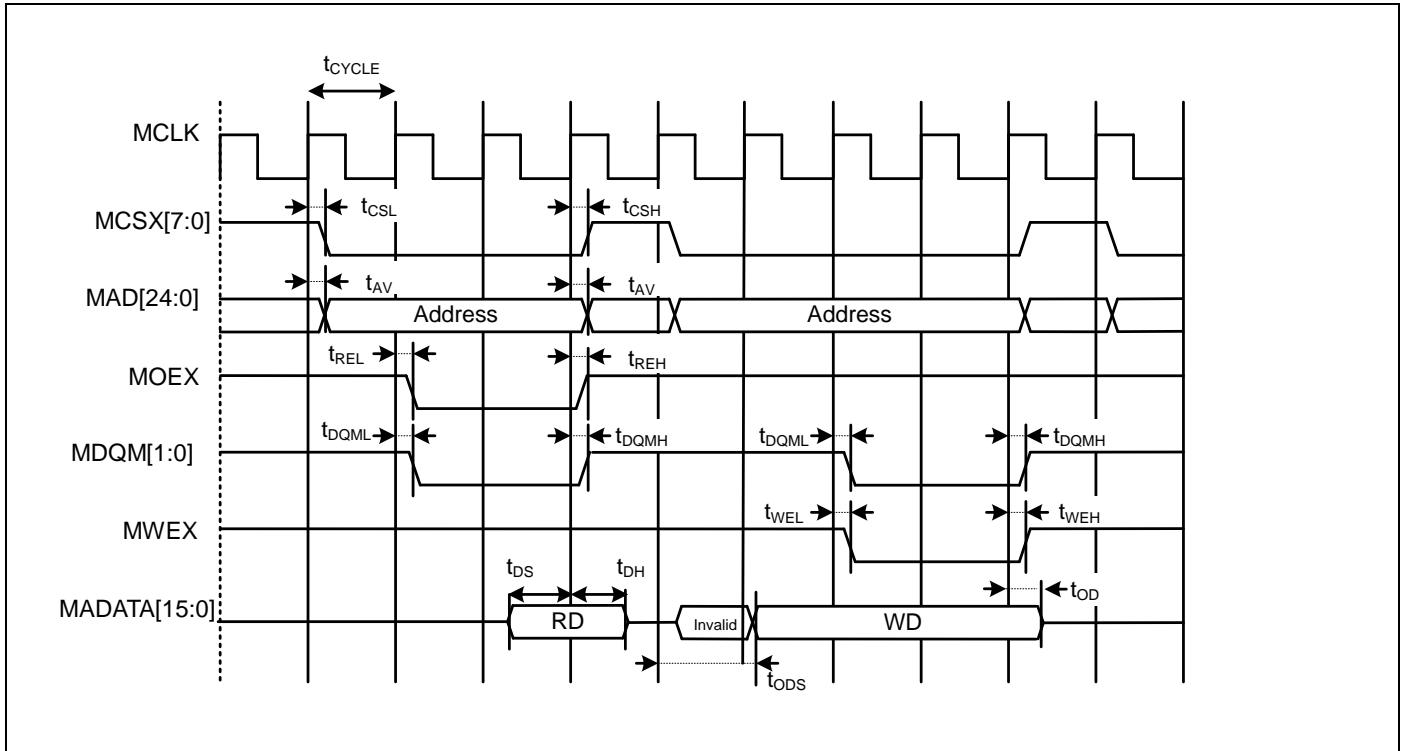 tCYCLE
MCLK
MCSX[7:0]
tCSL
tCSH
MAD[24:0]
tAV
tAV
Address
Address
MOEX
tREL
tREH
MDQM[1:0]
tDQML
tDQMH
tDQML
tDQMH
MWEX
tWEL
tWEH
MADATA[15:0]
tDS
tDH
tOD
RD
Invalid
WD
tODS